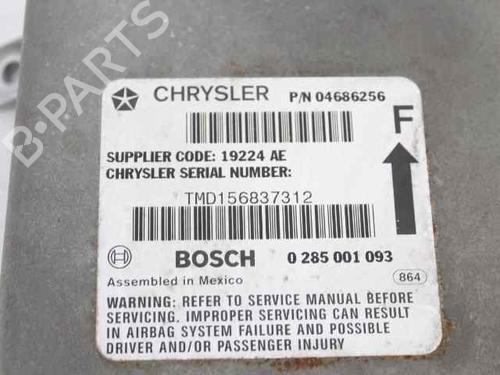 CHRYSLER P/N 04686256
F
SUPPLIER CODE: 19224 AE
CHRYSLER SERIAL NUMBER:
TMD156837312
BOSCH 0 285 001 093
Assembled in Mexico 864
WARNING: REFER TO SERVICE MANUAL BEFORE
SERVICING. IMPROPER SERVICING CAN RESULT
IN AIRBAG SYSTEM FAILURE AND POSSIBLE
DRIVER AND/OR PASSENGER INJURY